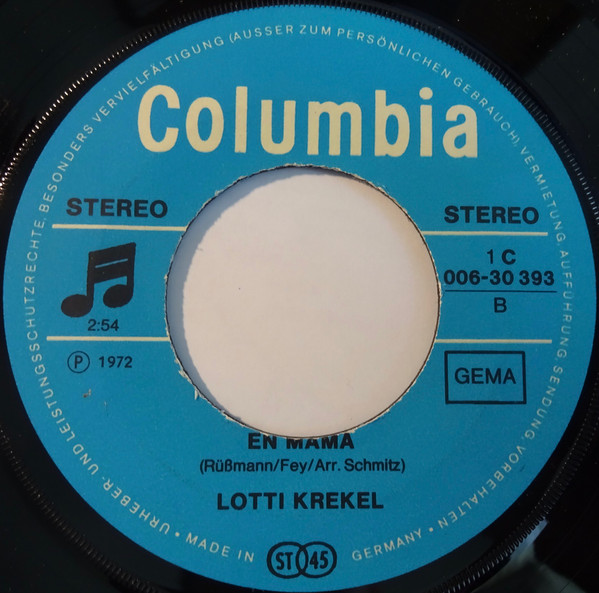 URHEBER- UND LEISTUNGSSCHUTZRECHTE, BESONDERS VERVIELFÄLTIGUNG (AUSSER ZUM PERSÖNLICHEN GEBRAUCH), VERMIETUNG, AUFFÜHRUNG, SENDUNG VORBEHALTEN •
Columbia
STEREO
STEREO
2:54
Ⓟ 1972
1 C
006-30 393
B
GEMA
EN MAMA
(Rüßmann/Fey/Arr. Schmitz)
LOTTI KREKEL
• MADE IN ST 45 GERMANY •